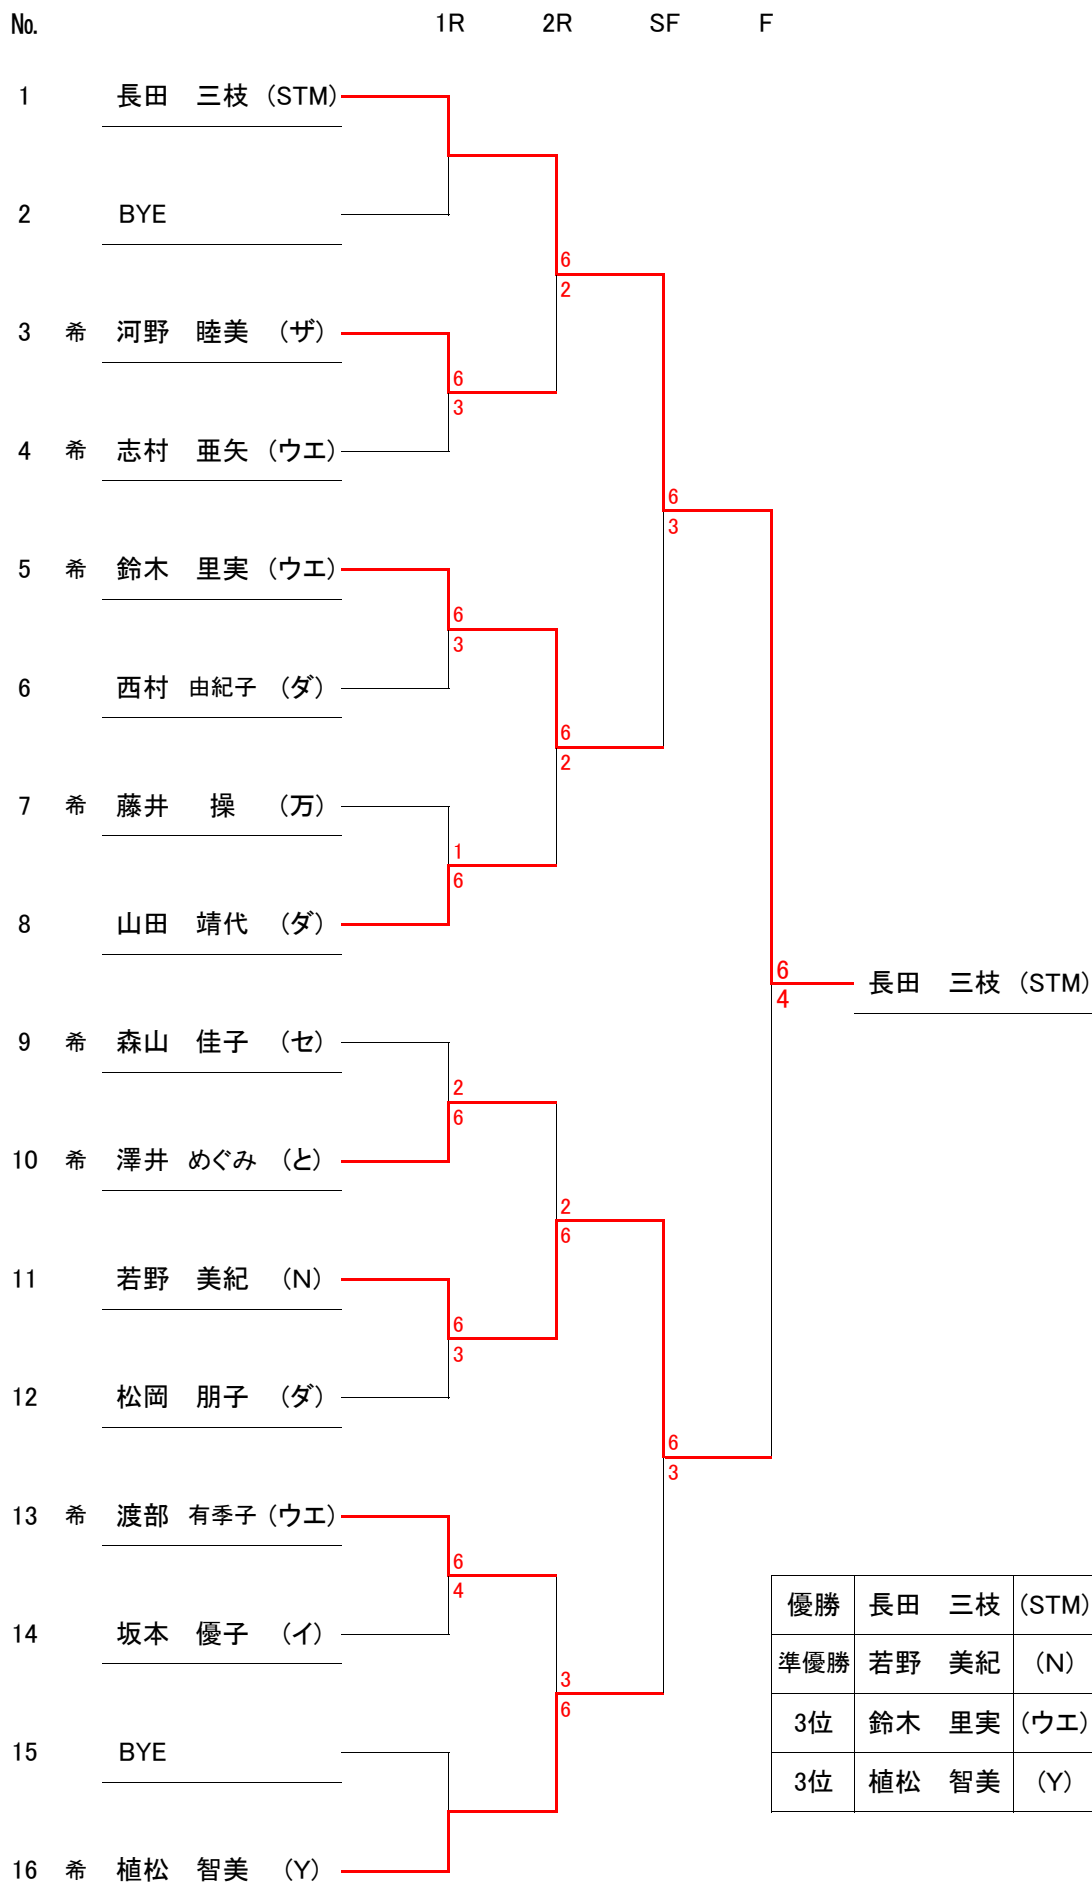 No. 1R 2R SF F
1 長田 三枝 (STM)
2 BYE
6
2
3 希 河野 睦美 (ザ)
6
3
4 希 志村 亜矢 (ウエ)
6
3
5 希 鈴木 里実 (ウエ)
6
3
6 西村 由紀子 (ダ)
6
2
7 希 藤井 操 (万)
1
6
8 山田 靖代 (ダ)
6
4
長田 三枝 (STM)
9 希 森山 佳子 (セ)
2
6
10 希 澤井 めぐみ (と)
2
6
11 若野 美紀 (N)
6
3
12 松岡 朋子 (ダ)
6
3
13 希 渡部 有季子 (ウエ)
6
4
14 坂本 優子 (イ)
3
6
15 BYE
16 希 植松 智美 (Y)
優勝 長田 三枝 (STM)
準優勝 若野 美紀 (N)
3位 鈴木 里実 (ウエ)
3位 植松 智美 (Y)